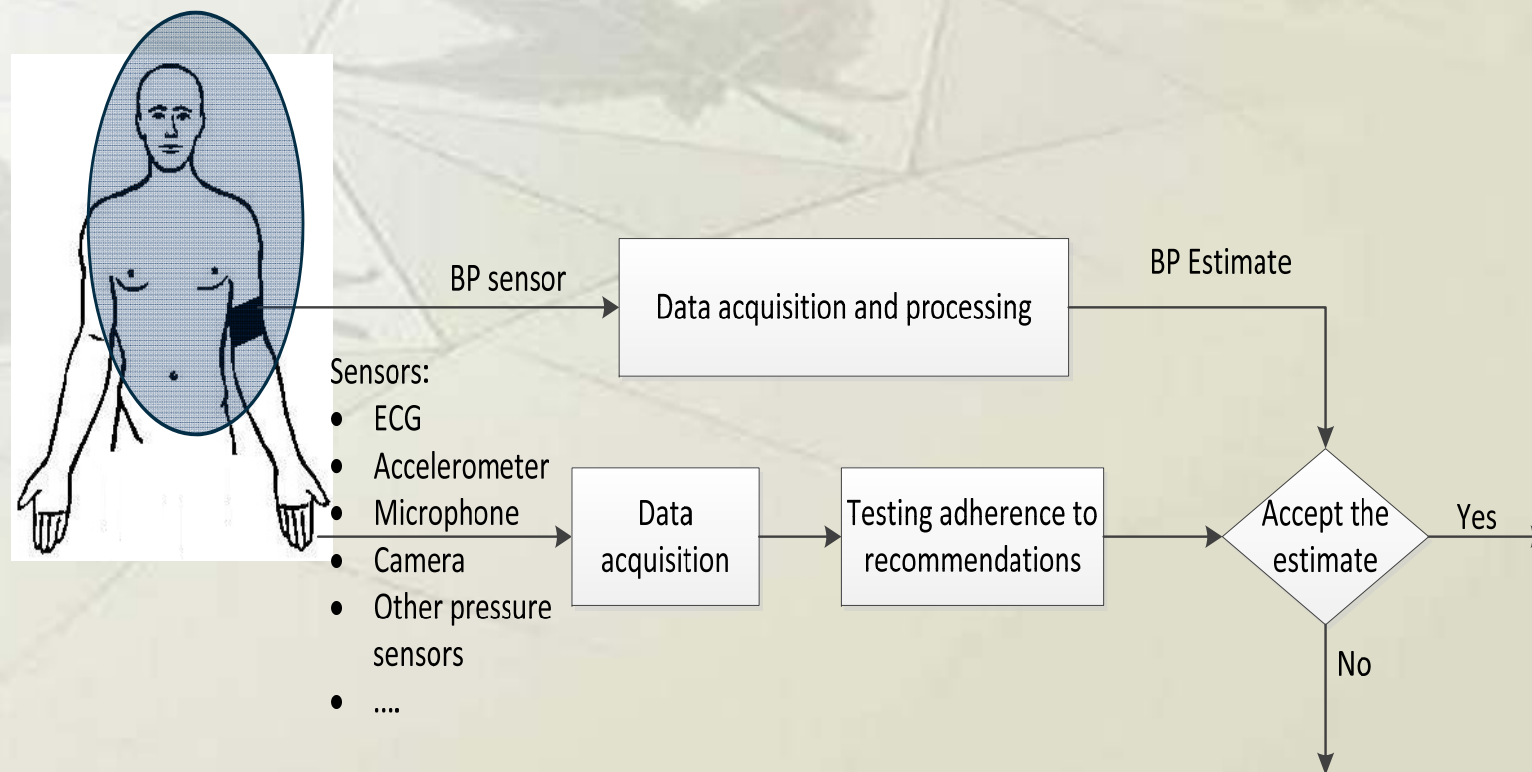 BP sensor
Data acquisition and processing
BP Estimate
Sensors:
• ECG
• Accelerometer
• Microphone
• Camera
• Other pressure
sensors
• ....
Data
acquisition
Testing adherence to
recommendations
Accept the
estimate
Yes
No